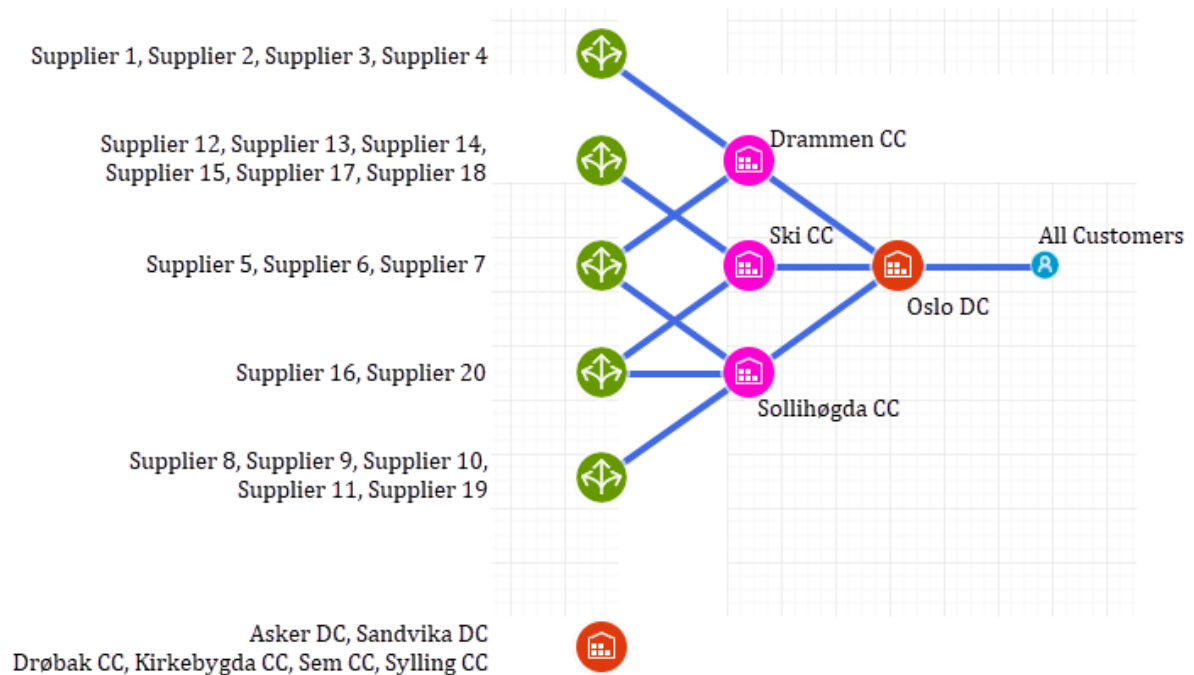 Supplier 1, Supplier 2, Supplier 3, Supplier 4
Supplier 12, Supplier 13, Supplier 14,
Supplier 15, Supplier 17, Supplier 18
Drammen CC
Supplier 5, Supplier 6, Supplier 7
Ski CC
All Customers
Oslo DC
Supplier 16, Supplier 20
Sollihøgda CC
Supplier 8, Supplier 9, Supplier 10,
Supplier 11, Supplier 19
Asker DC, Sandvika DC
Drøbak CC, Kirkebygda CC, Sem CC, Sylling CC